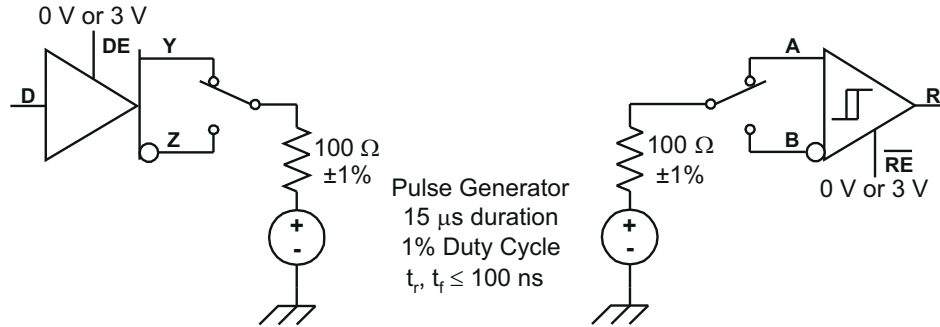 0 V or 3 V
DE
Y
D
Z
100 Ω
±1%
+
-
Pulse Generator
15 μs duration
1% Duty Cycle
tr, tf ≤ 100 ns
A
B
R
RE
0 V or 3 V
100 Ω
±1%
+
-